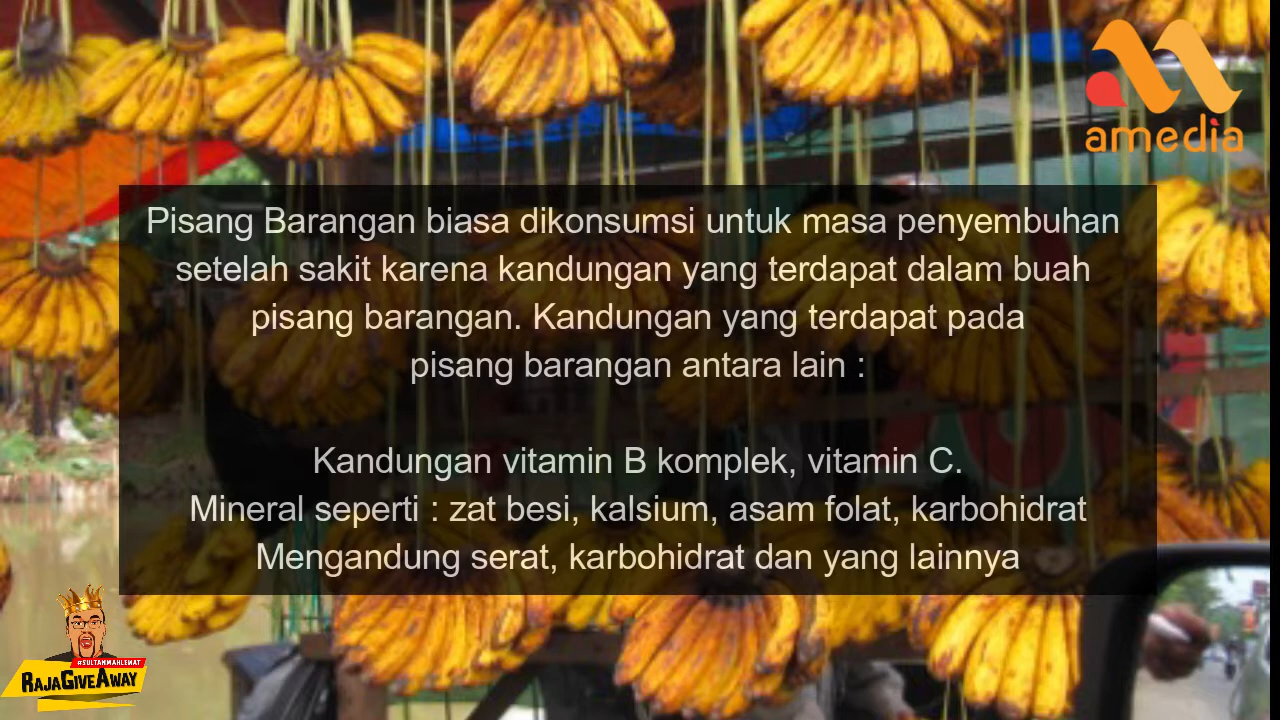 amedia
Pisang Barangan biasa dikonsumsi untuk masa penyembuhan
setelah sakit karena kandungan yang terdapat dalam buah
pisang barangan. Kandungan yang terdapat pada
pisang barangan antara lain :
Kandungan vitamin B komplek, vitamin C.
Mineral seperti : zat besi, kalsium, asam folat, karbohidrat
Mengandung serat, karbohidrat dan yang lainnya
#SULTANMAHLEWAT
RAJAGIVEAWAY